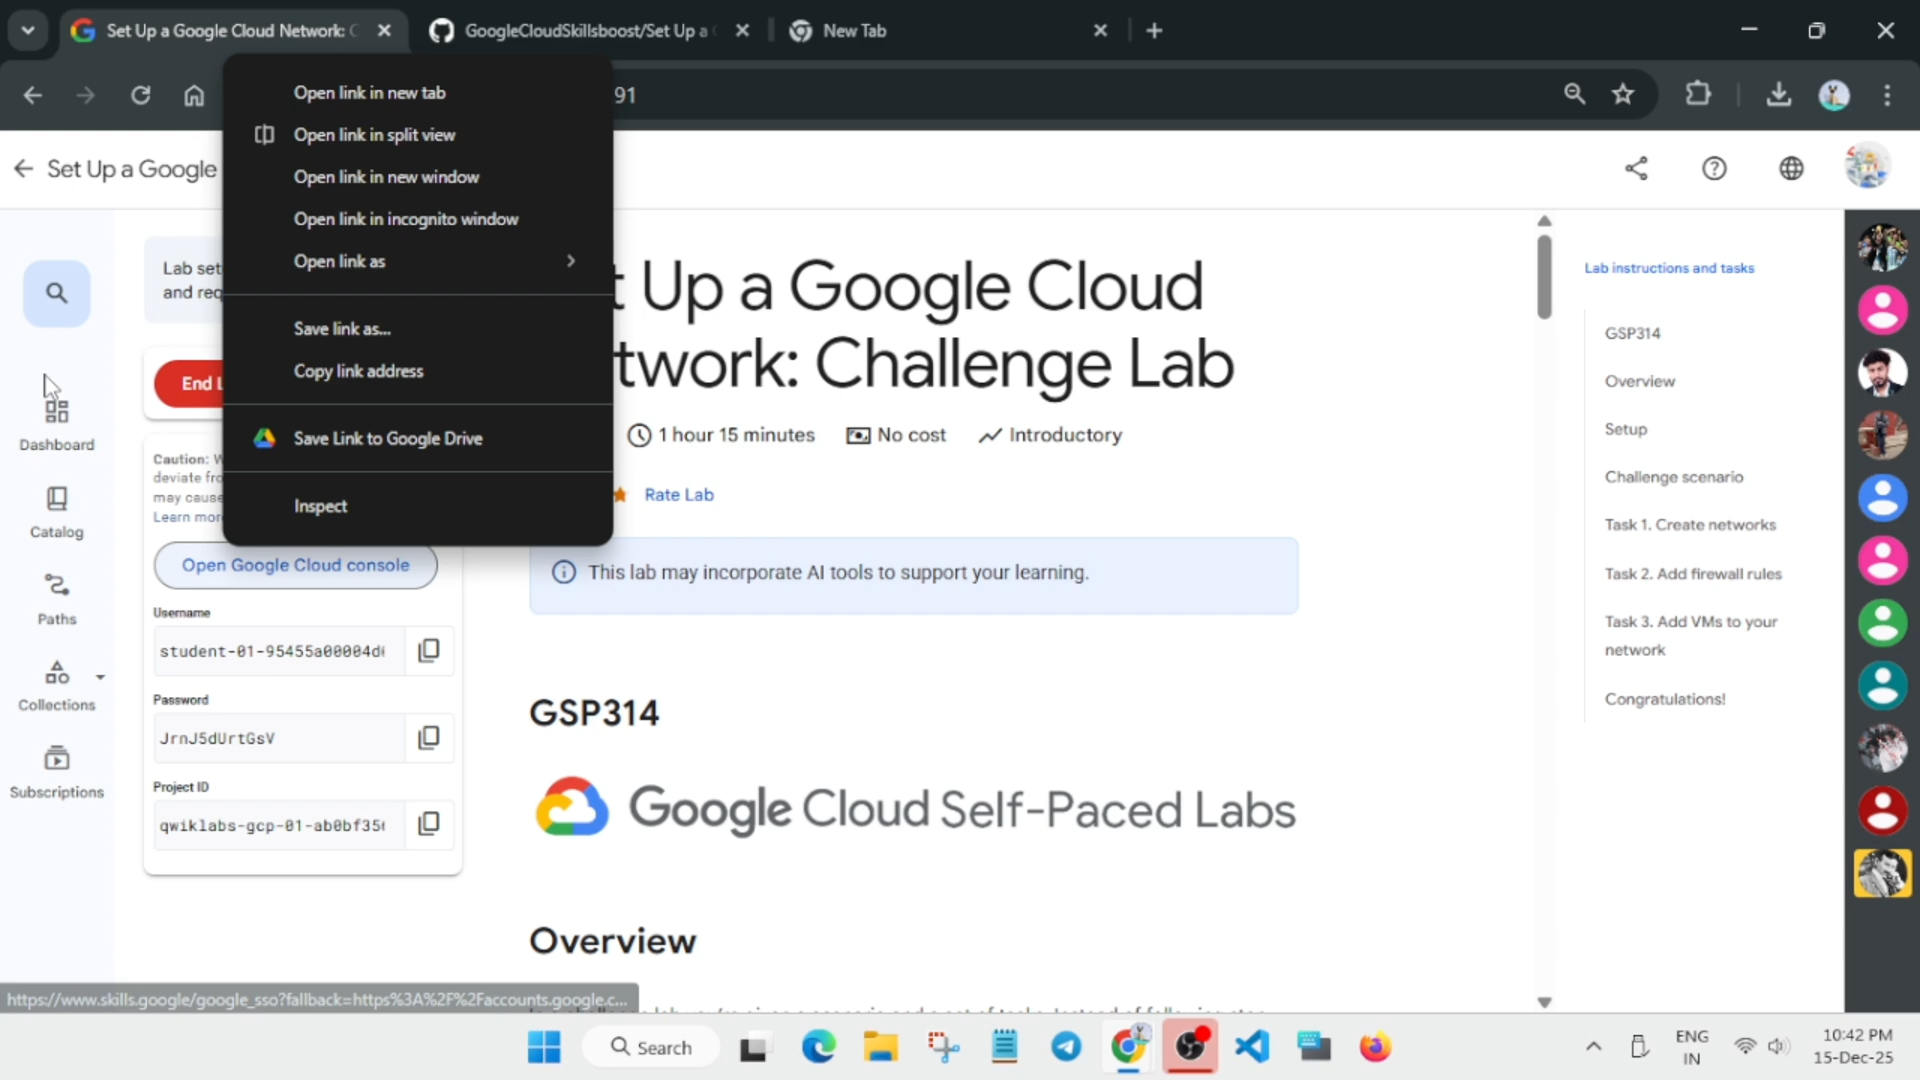 Set Up a Google Cloud Network: C
GoogleCloudSkillsboost/Set Up a
New Tab
91
Open link in new tab
Open link in split view
Open link in new window
Open link in incognito window
Open link as
Save link as...
Copy link address
Save Link to Google Drive
Inspect
Set Up a Google
Dashboard
Catalog
Paths
Collections
Subscriptions
Lab set
and req
End L
Caution: W
deviate fro
may cause
Learn mor
Open Google Cloud console
Username
student-01-95455a00004d
Password
JrnJ5dUrtGsV
Project ID
qwiklabs-gcp-01-ab0bf35
t Up a Google Cloud
twork: Challenge Lab
1 hour 15 minutes
No cost
Introductory
Rate Lab
This lab may incorporate AI tools to support your learning.
GSP314
Google Cloud Self-Paced Labs
Overview
Lab instructions and tasks
GSP314
Overview
Setup
Challenge scenario
Task 1. Create networks
Task 2. Add firewall rules
Task 3. Add VMs to your
network
Congratulations!
https://www.skills.google/google_sso?fallback=https%3A%2F%2Faccounts.google.c...
Search
ENG
IN
10:42 PM
15-Dec-25